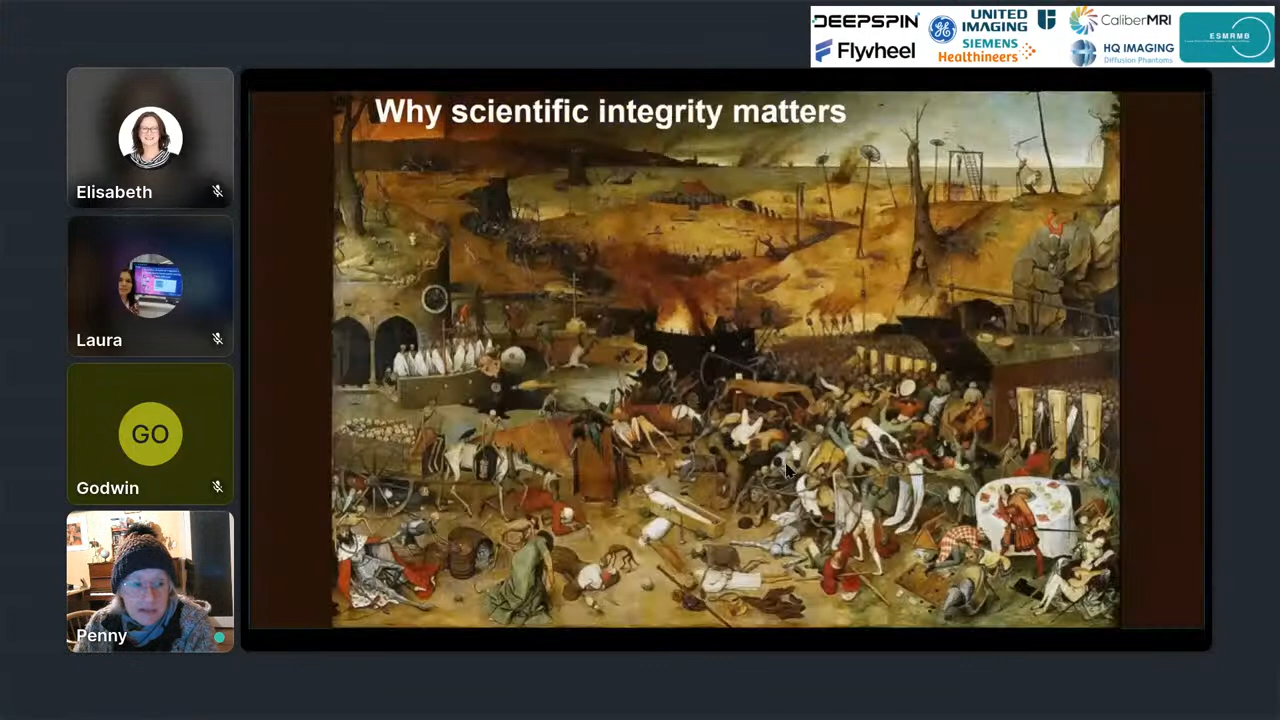 DEEPSPIN
Flywheel
GE
UNITED
IMAGING
SIEMENS
Healthineers
CaliberMRI
HQ IMAGING
Diffusion Phantoms
ESMRMB
Why scientific integrity matters
Elisabeth
Laura
GO
Godwin
Penny